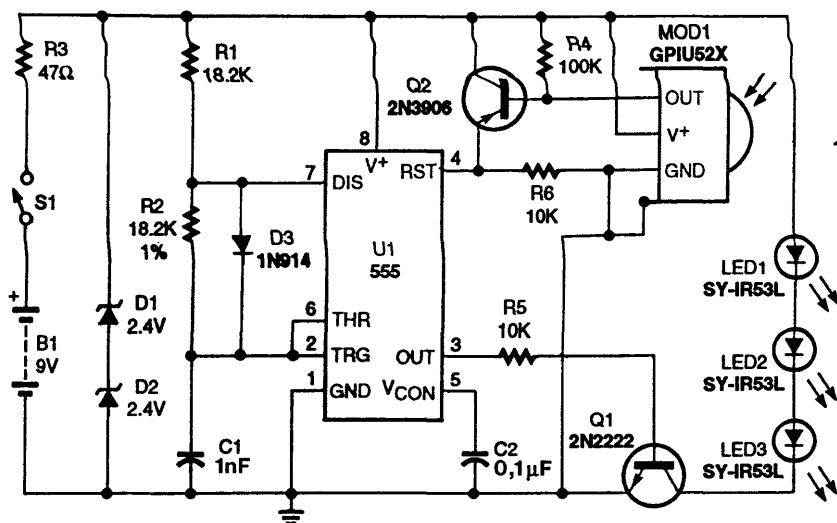 R3
47Ω
R1
18.2K
Q2
2N3906
R4
100K
MOD1
GPIU52X
OUT
V+
GND
8
V+
7
DIS
RST
4
R6
10K
S1
R2
18.2K
1%
D3
1N914
U1
555
LED1
SY-IR53L
+
B1
9V
D1
2.4V
D2
2.4V
6
THR
2
TRG
1
GND
OUT
3
R5
10K
VCON
5
LED2
SY-IR53L
C1
1nF
C2
0,1µF
Q1
2N2222
LED3
SY-IR53L